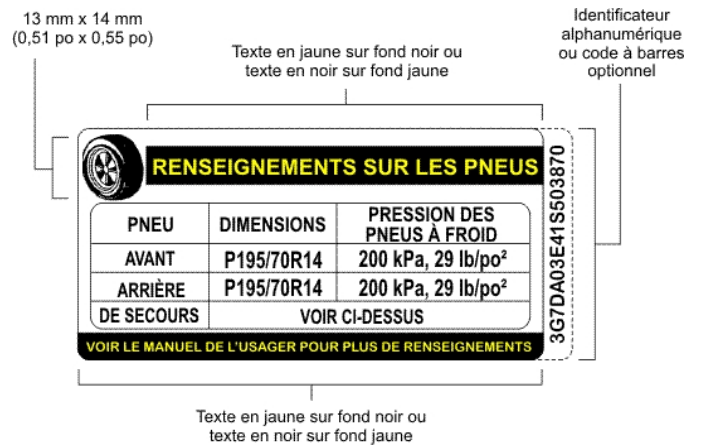 13 mm x 14 mm
(0,51 po x 0,55 po)
Texte en jaune sur fond noir ou
texte en noir sur fond jaune
Identificateur
alphanumérique
ou code à barres
optionnel
RENSEIGNEMENTS SUR LES PNEUS
PNEU DIMENSIONS PRESSION DES
PNEUS À FROID
AVANT P195/70R14 200 kPa, 29 lb/po²
ARRIÈRE P195/70R14 200 kPa, 29 lb/po²
DE SECOURS VOIR CI-DESSUS
VOIR LE MANUEL DE L'USAGER POUR PLUS DE RENSEIGNEMENTS
3G7DA03E41S503870
Texte en jaune sur fond noir ou
texte en noir sur fond jaune